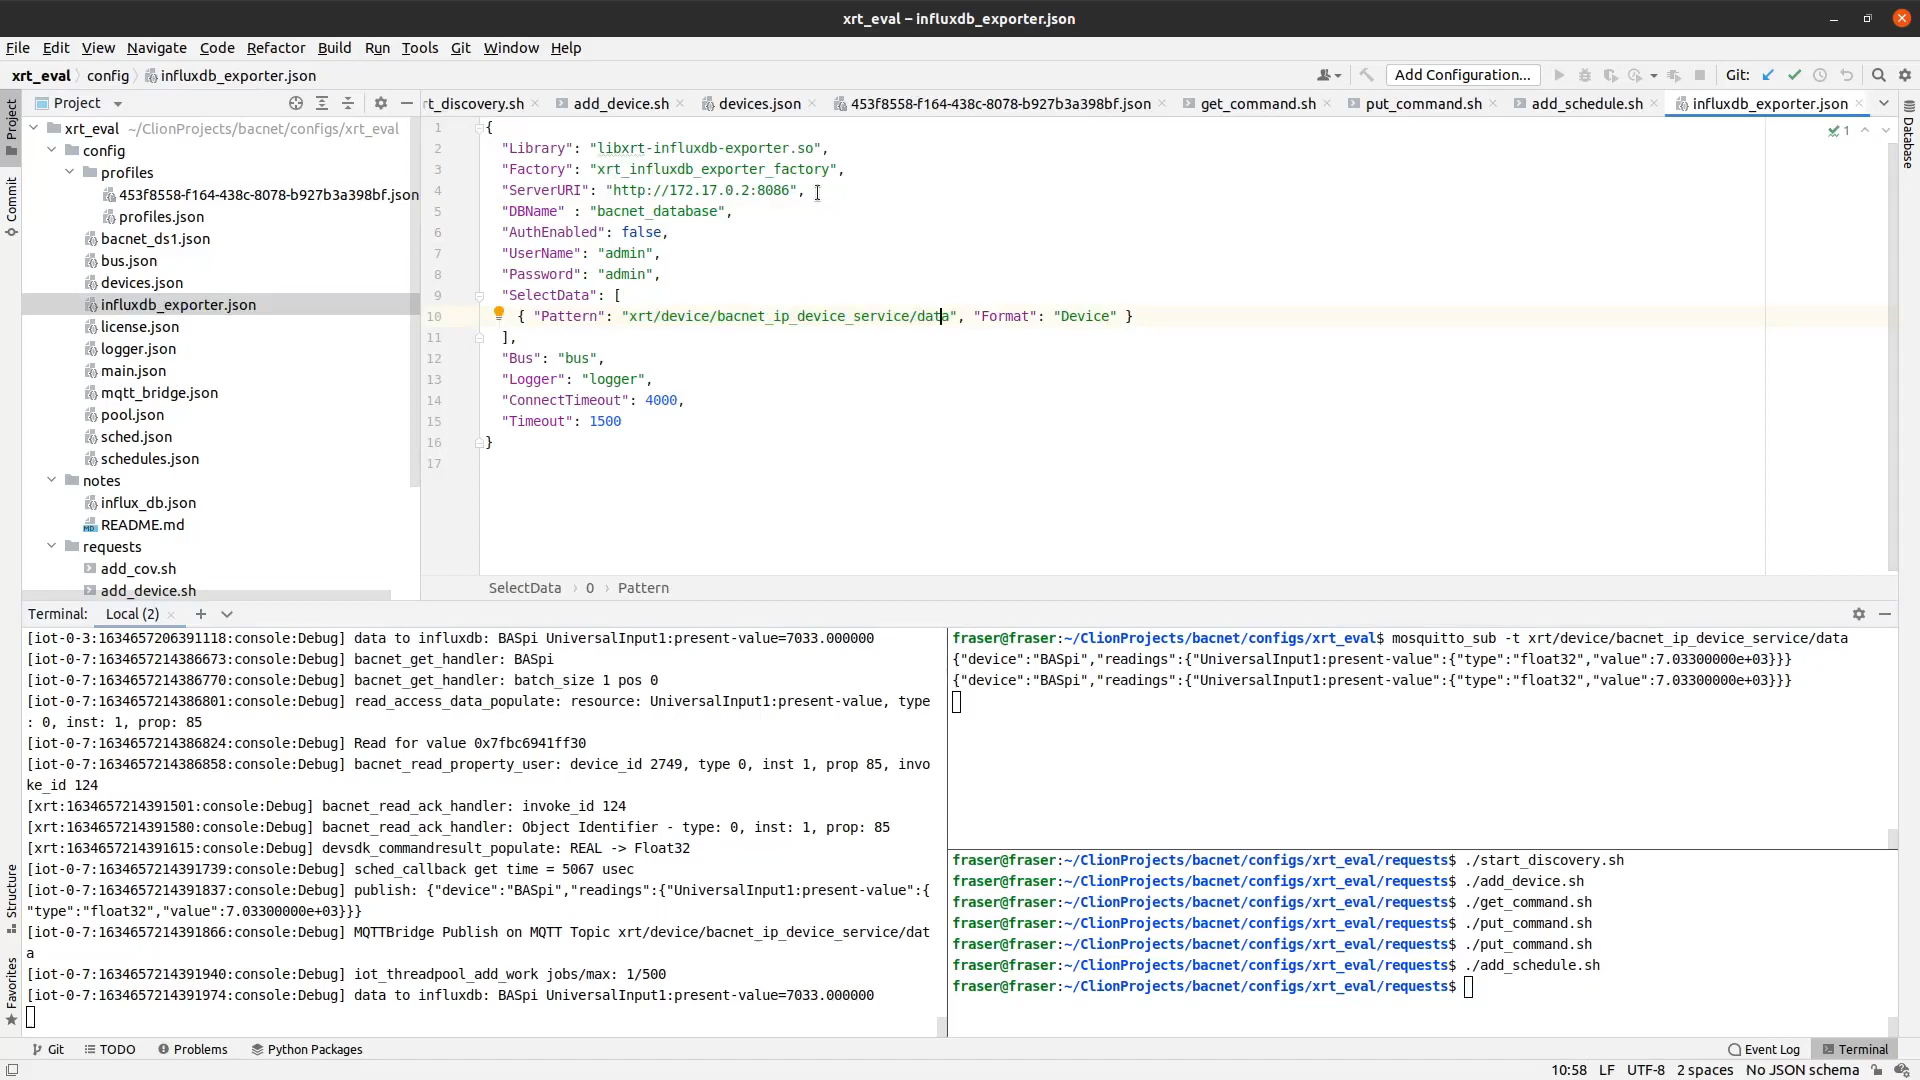 xrt_eval – influxdb_exporter.json
File Edit View Navigate Code Refactor Build Run Tools Git Window Help
xrt_eval config influxdb_exporter.json
Add Configuration...
Git:
Project
rt_discovery.sh
add_device.sh
devices.json
453f8558-f164-438c-8078-b927b3a398bf.json
get_command.sh
put_command.sh
add_schedule.sh
influxdb_exporter.json
Project
Commit
Structure
Favorites
Database
xrt_eval ~/ClionProjects/bacnet/configs/xrt_eval
config
profiles
453f8558-f164-438c-8078-b927b3a398bf.json
profiles.json
bacnet_ds1.json
bus.json
devices.json
influxdb_exporter.json
license.json
logger.json
main.json
mqtt_bridge.json
pool.json
sched.json
schedules.json
notes
influx_db.json
README.md
requests
add_cov.sh
add_device.sh
1 {
2 "Library": "libxrt-influxdb-exporter.so",
3 "Factory": "xrt_influxdb_exporter_factory",
4 "ServerURI": "http://172.17.0.2:8086",
5 "DBName" : "bacnet_database",
6 "AuthEnabled": false,
7 "UserName": "admin",
8 "Password": "admin",
9 "SelectData": [
10 { "Pattern": "xrt/device/bacnet_ip_device_service/data", "Format": "Device" }
11 ],
12 "Bus": "bus",
13 "Logger": "logger",
14 "ConnectTimeout": 4000,
15 "Timeout": 1500
16 }
17
1
SelectData 0 Pattern
Terminal: Local (2)
[iot-0-3:1634657206391118:console:Debug] data to influxdb: BASpi UniversalInput1:present-value=7033.000000
[iot-0-7:1634657214386673:console:Debug] bacnet_get_handler: BASpi
[iot-0-7:1634657214386770:console:Debug] bacnet_get_handler: batch_size 1 pos 0
[iot-0-7:1634657214386801:console:Debug] read_access_data_populate: resource: UniversalInput1:present-value, type
: 0, inst: 1, prop: 85
[iot-0-7:1634657214386824:console:Debug] Read for value 0x7fbc6941ff30
[iot-0-7:1634657214386858:console:Debug] bacnet_read_property_user: device_id 2749, type 0, inst 1, prop 85, invo
ke_id 124
[xrt:1634657214391501:console:Debug] bacnet_read_ack_handler: invoke_id 124
[xrt:1634657214391580:console:Debug] bacnet_read_ack_handler: Object Identifier - type: 0, inst: 1, prop: 85
[xrt:1634657214391615:console:Debug] devsdk_commandresult_populate: REAL -> Float32
[iot-0-7:1634657214391739:console:Debug] sched_callback get time = 5067 usec
[iot-0-7:1634657214391837:console:Debug] publish: {"device":"BASpi","readings":{"UniversalInput1:present-value":{
"type":"float32","value":7.03300000e+03}}}
[iot-0-7:1634657214391866:console:Debug] MQTTBridge Publish on MQTT Topic xrt/device/bacnet_ip_device_service/dat
a
[iot-0-7:1634657214391940:console:Debug] iot_threadpool_add_work jobs/max: 1/500
[iot-0-7:1634657214391974:console:Debug] data to influxdb: BASpi UniversalInput1:present-value=7033.000000
fraser@fraser:~/ClionProjects/bacnet/configs/xrt_eval$ mosquitto_sub -t xrt/device/bacnet_ip_device_service/data
{"device":"BASpi","readings":{"UniversalInput1:present-value":{"type":"float32","value":7.03300000e+03}}}
{"device":"BASpi","readings":{"UniversalInput1:present-value":{"type":"float32","value":7.03300000e+03}}}
fraser@fraser:~/ClionProjects/bacnet/configs/xrt_eval/requests$ ./start_discovery.sh
fraser@fraser:~/ClionProjects/bacnet/configs/xrt_eval/requests$ ./add_device.sh
fraser@fraser:~/ClionProjects/bacnet/configs/xrt_eval/requests$ ./get_command.sh
fraser@fraser:~/ClionProjects/bacnet/configs/xrt_eval/requests$ ./put_command.sh
fraser@fraser:~/ClionProjects/bacnet/configs/xrt_eval/requests$ ./put_command.sh
fraser@fraser:~/ClionProjects/bacnet/configs/xrt_eval/requests$ ./add_schedule.sh
fraser@fraser:~/ClionProjects/bacnet/configs/xrt_eval/requests$
Git TODO Problems Python Packages
Event Log Terminal
10:58 LF UTF-8 2 spaces No JSON schema